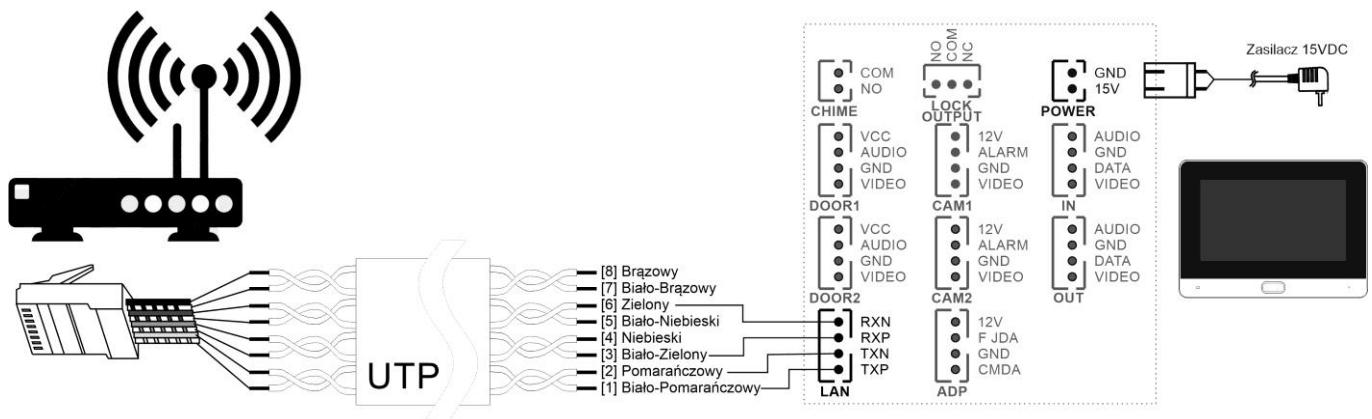 Zasilacz 15VDC
NO
COM
NC
COM
NO
CHIME
LOCK
OUTPUT
GND
15V
POWER
VCC
AUDIO
GND
VIDEO
DOOR1
12V
ALARM
GND
VIDEO
CAM1
AUDIO
GND
DATA
VIDEO
IN
VCC
AUDIO
GND
VIDEO
DOOR2
12V
ALARM
GND
VIDEO
CAM2
AUDIO
GND
DATA
VIDEO
OUT
UTP
[8] Brązowy
[7] Biało-Brązowy
[6] Zielony
[5] Biało-Niebieski
[4] Niebieski
[3] Biało-Zielony
[2] Pomarańczowy
[1] Biało-Pomarańczowy
RXN
RXP
TXN
TXP
LAN
12V
F JDA
GND
CMDA
ADP